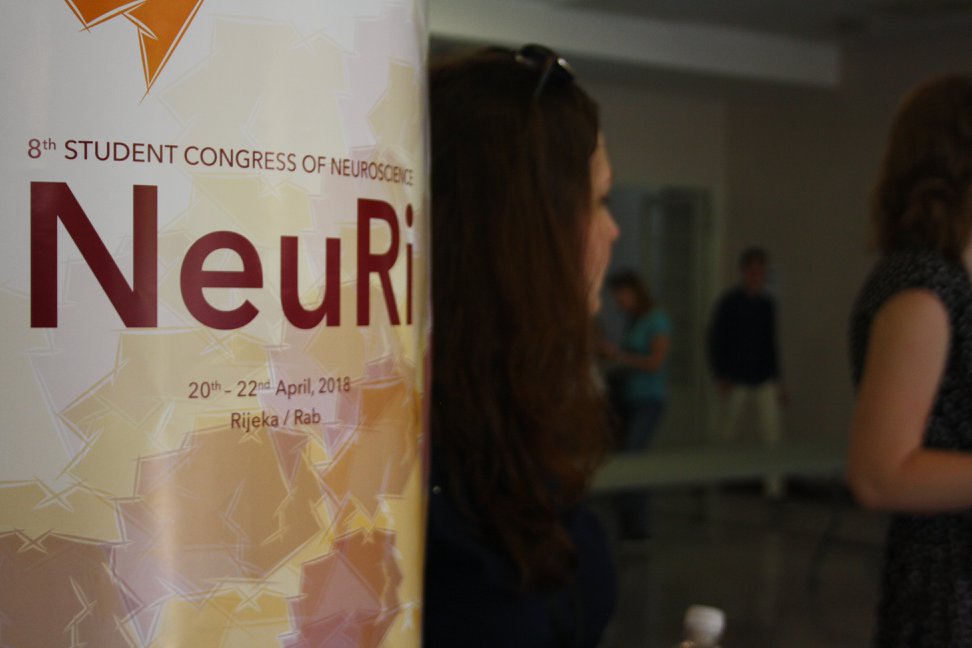 8th STUDENT CONGRESS OF NEUROSCIENCE
NeuRi
20th - 22nd April, 2018
Rijeka / Rab